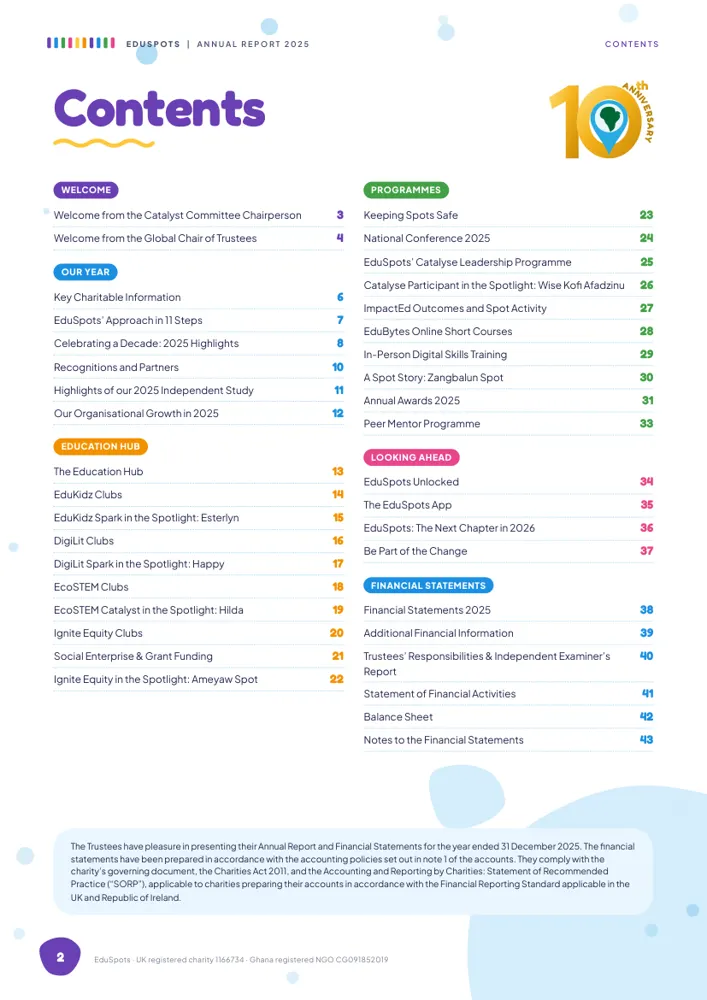 EDUSPOTS | ANNUAL REPORT 2025
CONTENTS
Contents
10th ANNIVERSARY
WELCOME
Welcome from the Catalyst Committee Chairperson 3
Welcome from the Global Chair of Trustees 4
OUR YEAR
Key Charitable Information 6
EduSpots' Approach in 11 Steps 7
Celebrating a Decade: 2025 Highlights 8
Recognitions and Partners 10
Highlights of our 2025 Independent Study 11
Our Organisational Growth in 2025 12
EDUCATION HUB
The Education Hub 13
EduKidz Clubs 14
EduKidz Spark in the Spotlight: Esterlyn 15
DigiLit Clubs 16
DigiLit Spark in the Spotlight: Happy 17
EcoSTEM Clubs 18
EcoSTEM Catalyst in the Spotlight: Hilda 19
Ignite Equity Clubs 20
Social Enterprise & Grant Funding 21
Ignite Equity in the Spotlight: Ameyaw Spot 22
PROGRAMMES
Keeping Spots Safe 23
National Conference 2025 24
EduSpots' Catalyse Leadership Programme 25
Catalyse Participant in the Spotlight: Wise Kofi Afadzinu 26
ImpactEd Outcomes and Spot Activity 27
EduBytes Online Short Courses 28
In-Person Digital Skills Training 29
A Spot Story: Zangbalun Spot 30
Annual Awards 2025 31
Peer Mentor Programme 33
LOOKING AHEAD
EduSpots Unlocked 34
The EduSpots App 35
EduSpots: The Next Chapter in 2026 36
Be Part of the Change 37
FINANCIAL STATEMENTS
Financial Statements 2025 38
Additional Financial Information 39
Trustees' Responsibilities & Independent Examiner's 40
Report
Statement of Financial Activities 41
Balance Sheet 42
Notes to the Financial Statements 43
The Trustees have pleasure in presenting their Annual Report and Financial Statements for the year ended 31 December 2025. The financial
statements have been prepared in accordance with the accounting policies set out in note 1 of the accounts. They comply with the
charity's governing document, the Charities Act 2011, and the Accounting and Reporting by Charities: Statement of Recommended
Practice ("SORP"), applicable to charities preparing their accounts in accordance with the Financial Reporting Standard applicable in the
UK and Republic of Ireland.
2
EduSpots · UK registered charity 1166734 · Ghana registered NGO CG091852019